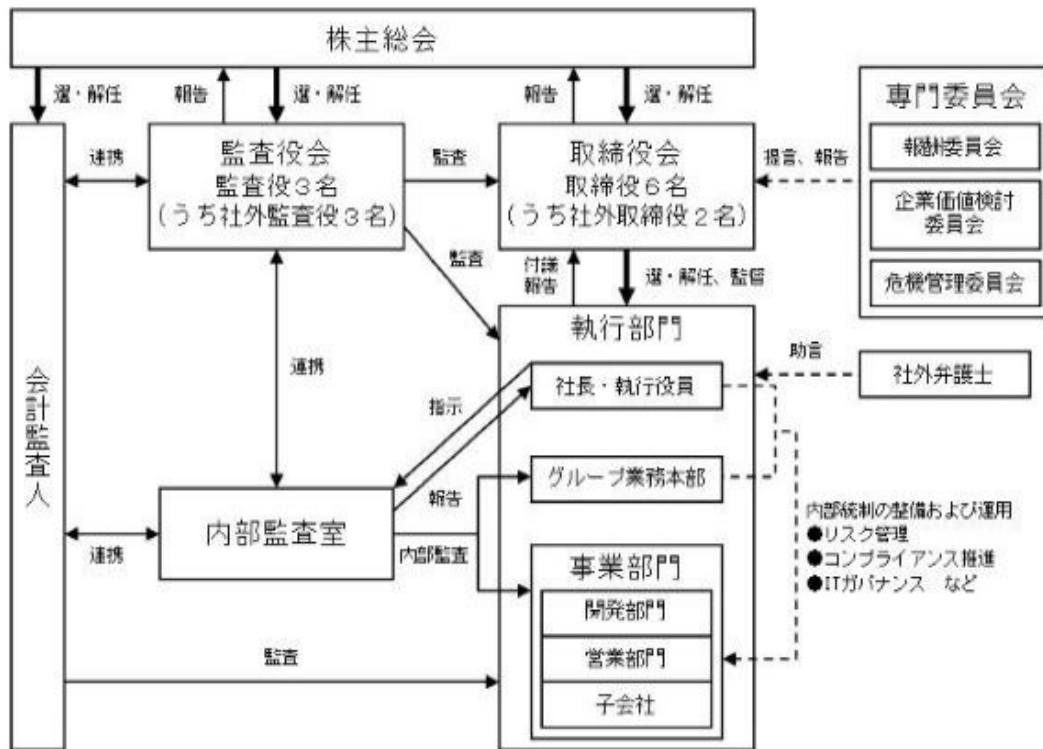 株主総会
選・解任
報告
選・解任
報告
選・解任
専門委員会
報酬委員会
企業価値検討
委員会
危機管理委員会
連携
監査役会
監査役3名
(うち社外監査役3名)
監査
取締役会
取締役6名
(うち社外取締役2名)
提言、報告
監査
付議
報告
選・解任、監督
会計監査人
連携
執行部門
助言
社外弁護士
社長・執行役員
指示
報告
グループ業務本部
内部監査室
連携
内部監査
内部統制の整備および運用
●リスク管理
●コンプライアンス推進
●ITガバナンス など
事業部門
開発部門
営業部門
子会社
監査